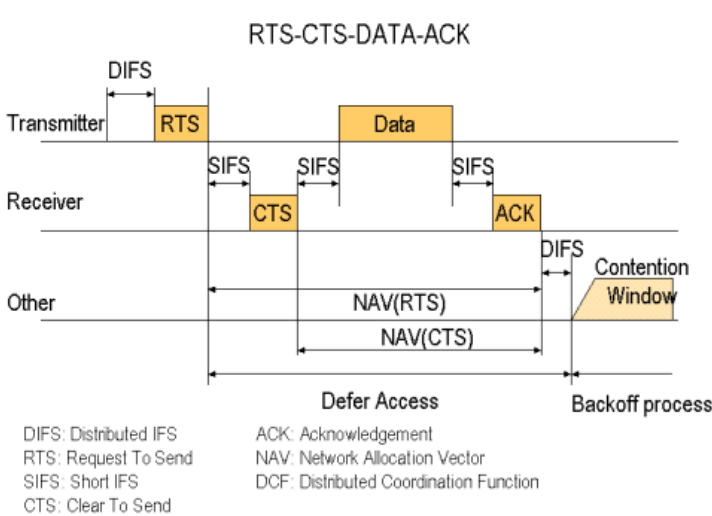 RTS-CTS-DATA-ACK
DIFS
Transmitter
RTS
Data
SIFS
SIFS
SIFS
Receiver
CTS
ACK
DIFS
Contention
Window
Other
NAV(RTS)
NAV(CTS)
Defer Access
Backoff process
DIFS: Distributed IFS
ACK: Acknowledgement
RTS: Request To Send
NAV: Network Allocation Vector
SIFS: Short IFS
DCF: Distributed Coordination Function
CTS: Clear To Send